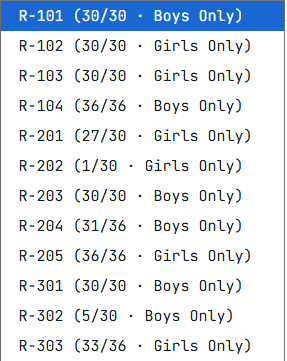 R-101 (30/30 · Boys Only)
R-102 (30/30 · Girls Only)
R-103 (30/30 · Girls Only)
R-104 (36/36 · Boys Only)
R-201 (27/30 · Girls Only)
R-202 (1/30 · Girls Only)
R-203 (30/30 · Boys Only)
R-204 (31/36 · Boys Only)
R-205 (36/36 · Girls Only)
R-301 (30/30 · Boys Only)
R-302 (5/30 · Boys Only)
R-303 (33/36 · Girls Only)